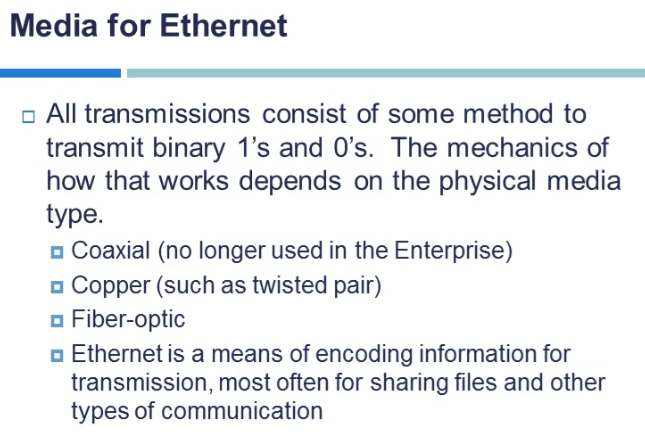 Media for Ethernet
All transmissions consist of some method to
transmit binary 1’s and 0’s. The mechanics of
how that works depends on the physical media
type.
Coaxial (no longer used in the Enterprise)
Copper (such as twisted pair)
Fiber-optic
Ethernet is a means of encoding information for
transmission, most often for sharing files and other
types of communication